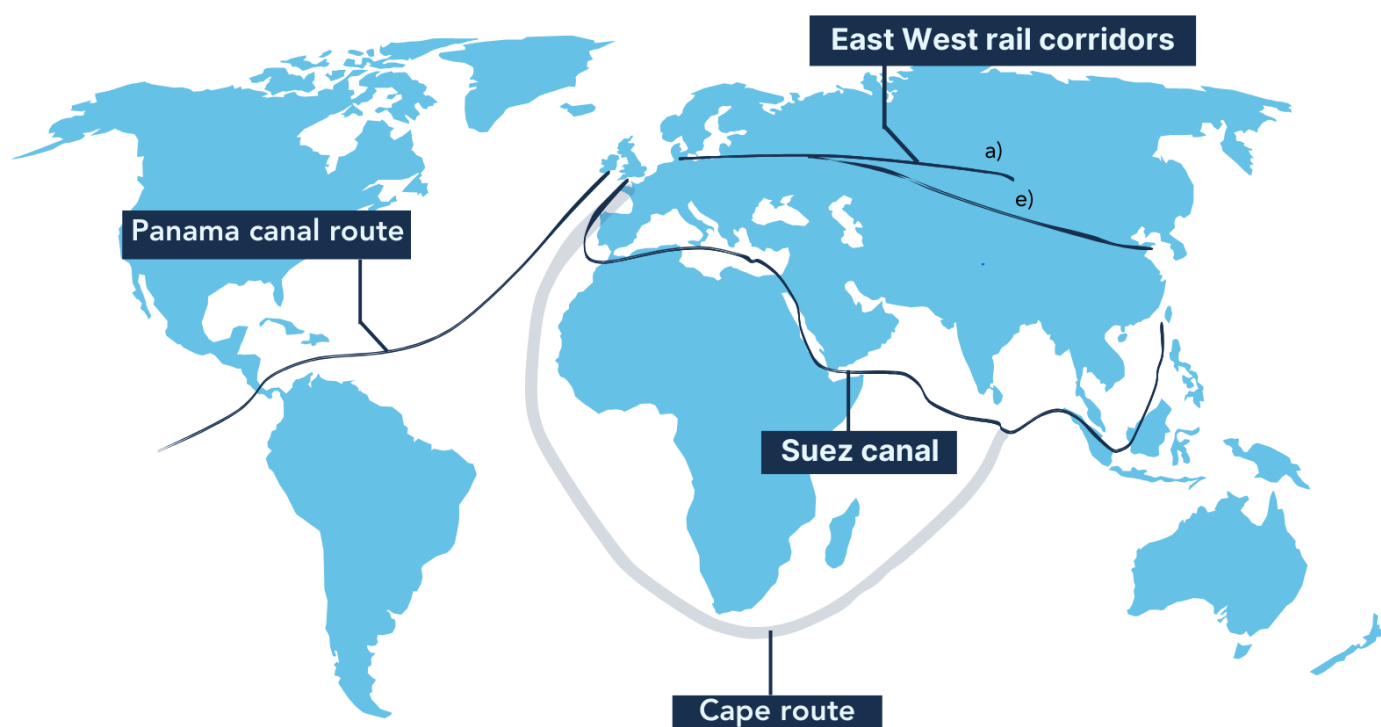 East West rail corridors
a)
e)
Panama canal route
Suez canal
Cape route